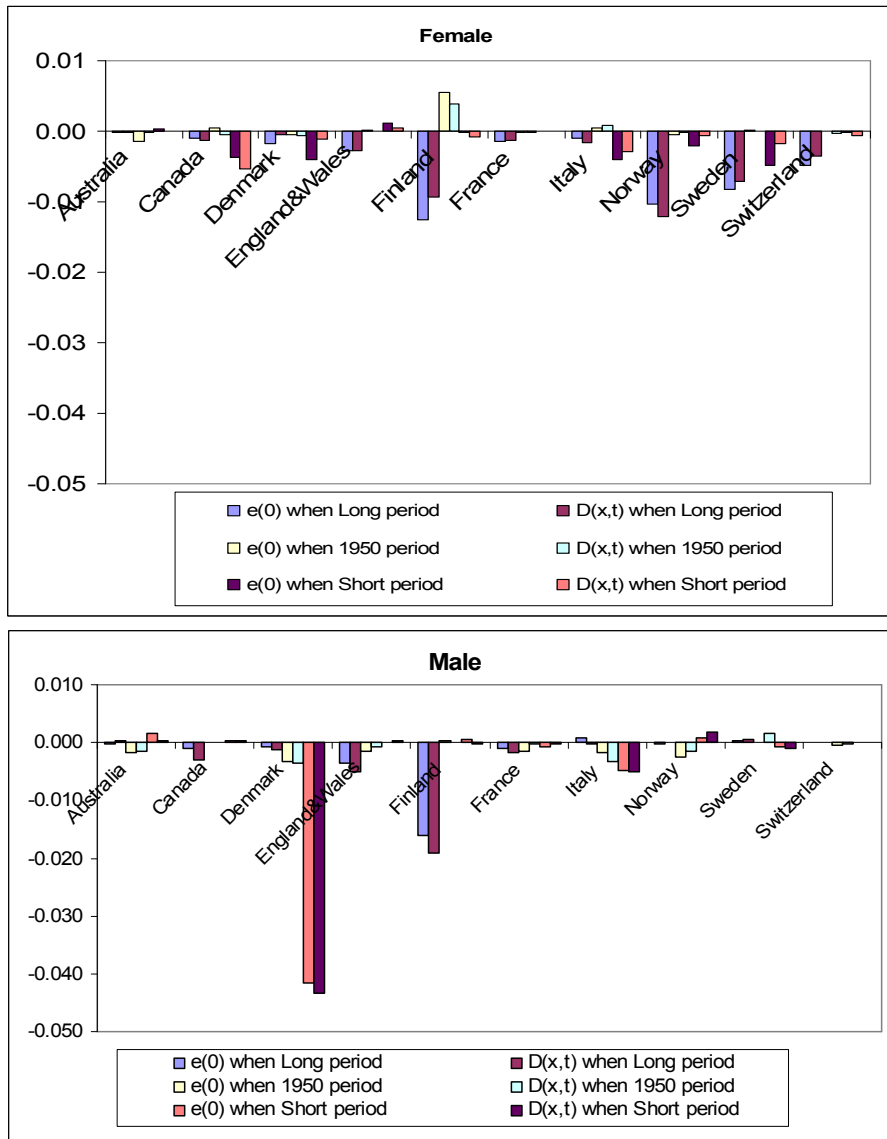 Female
0.01
0.00
-0.01
-0.02
-0.03
-0.04
-0.05
Australia
Canada
Denmark
England&Wales
Finland
France
Italy
Norway
Sweden
Switzerland
e(0) when Long period D(x,t) when Long period
e(0) when 1950 period D(x,t) when 1950 period
e(0) when Short period D(x,t) when Short period
Male
0.010
0.000
-0.010
-0.020
-0.030
-0.040
-0.050
Australia
Canada
Denmark
England&Wales
Finland
France
Italy
Norway
Sweden
Switzerland
e(0) when Long period D(x,t) when Long period
e(0) when 1950 period D(x,t) when 1950 period
e(0) when Short period D(x,t) when Short period